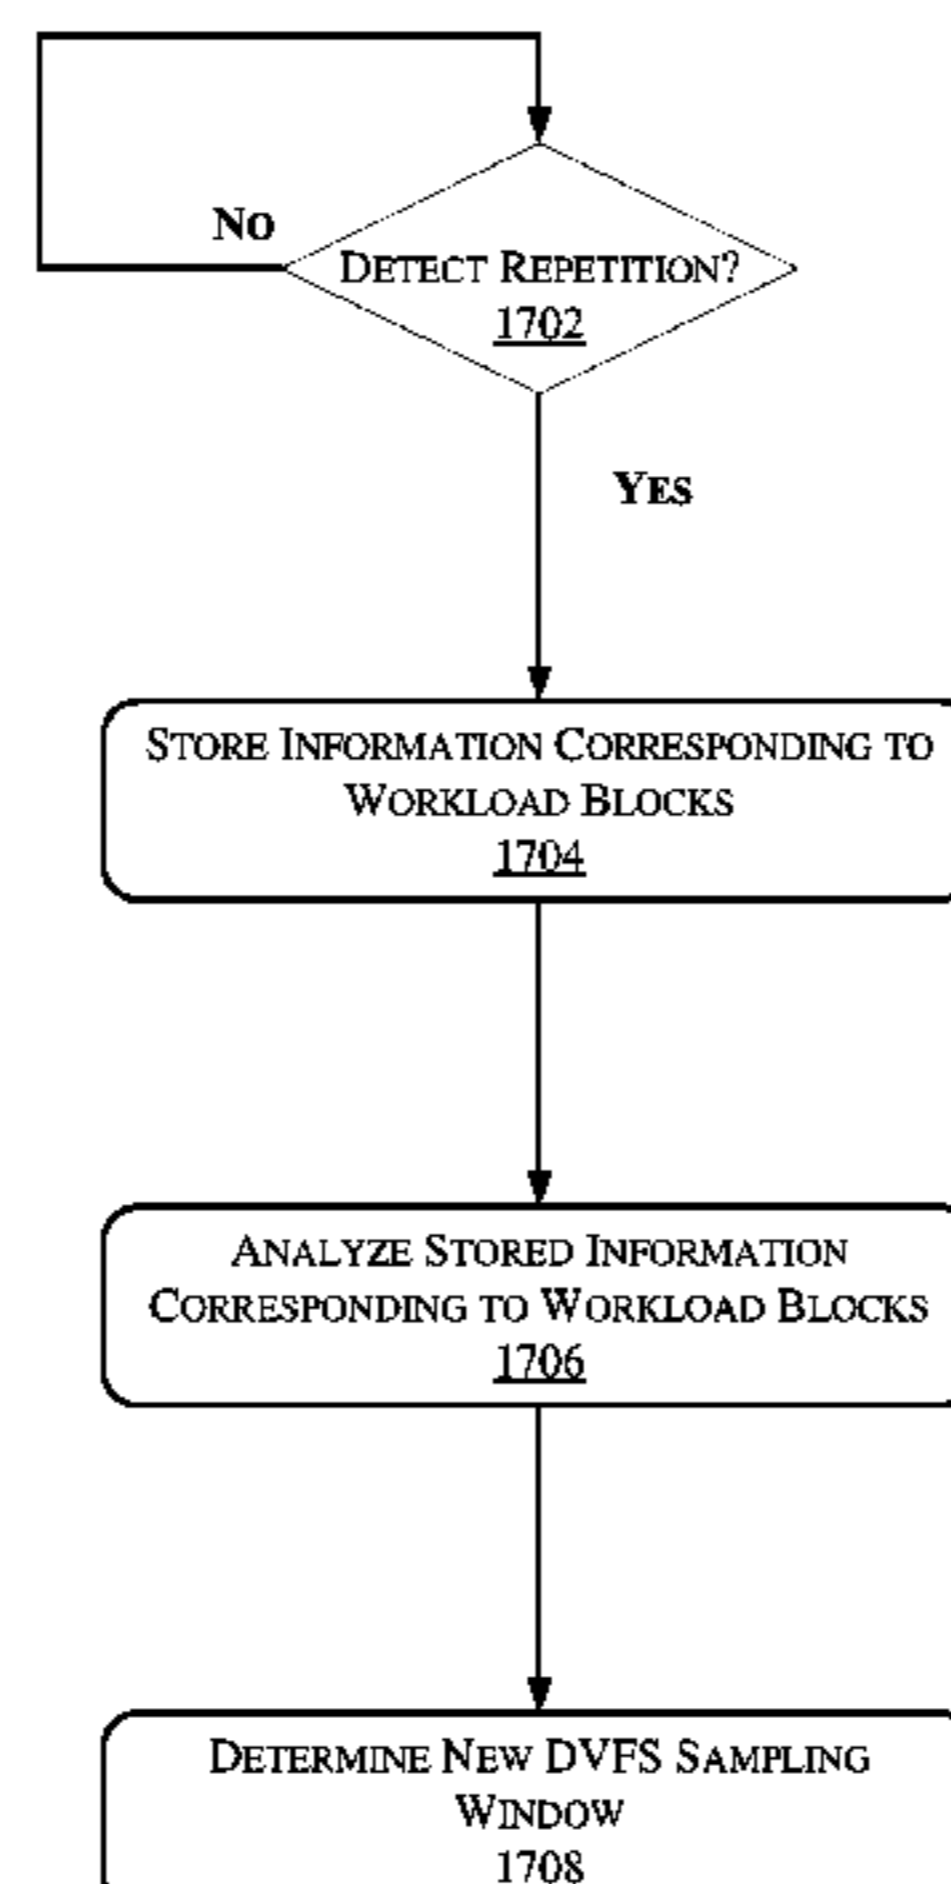 NO
DETECT REPETITION?
1702
YES
STORE INFORMATION CORRESPONDING TO
WORKLOAD BLOCKS
1704
ANALYZE STORED INFORMATION
CORRESPONDING TO WORKLOAD BLOCKS
1706
DETERMINE NEW DVFS SAMPLING
WINDOW
1708